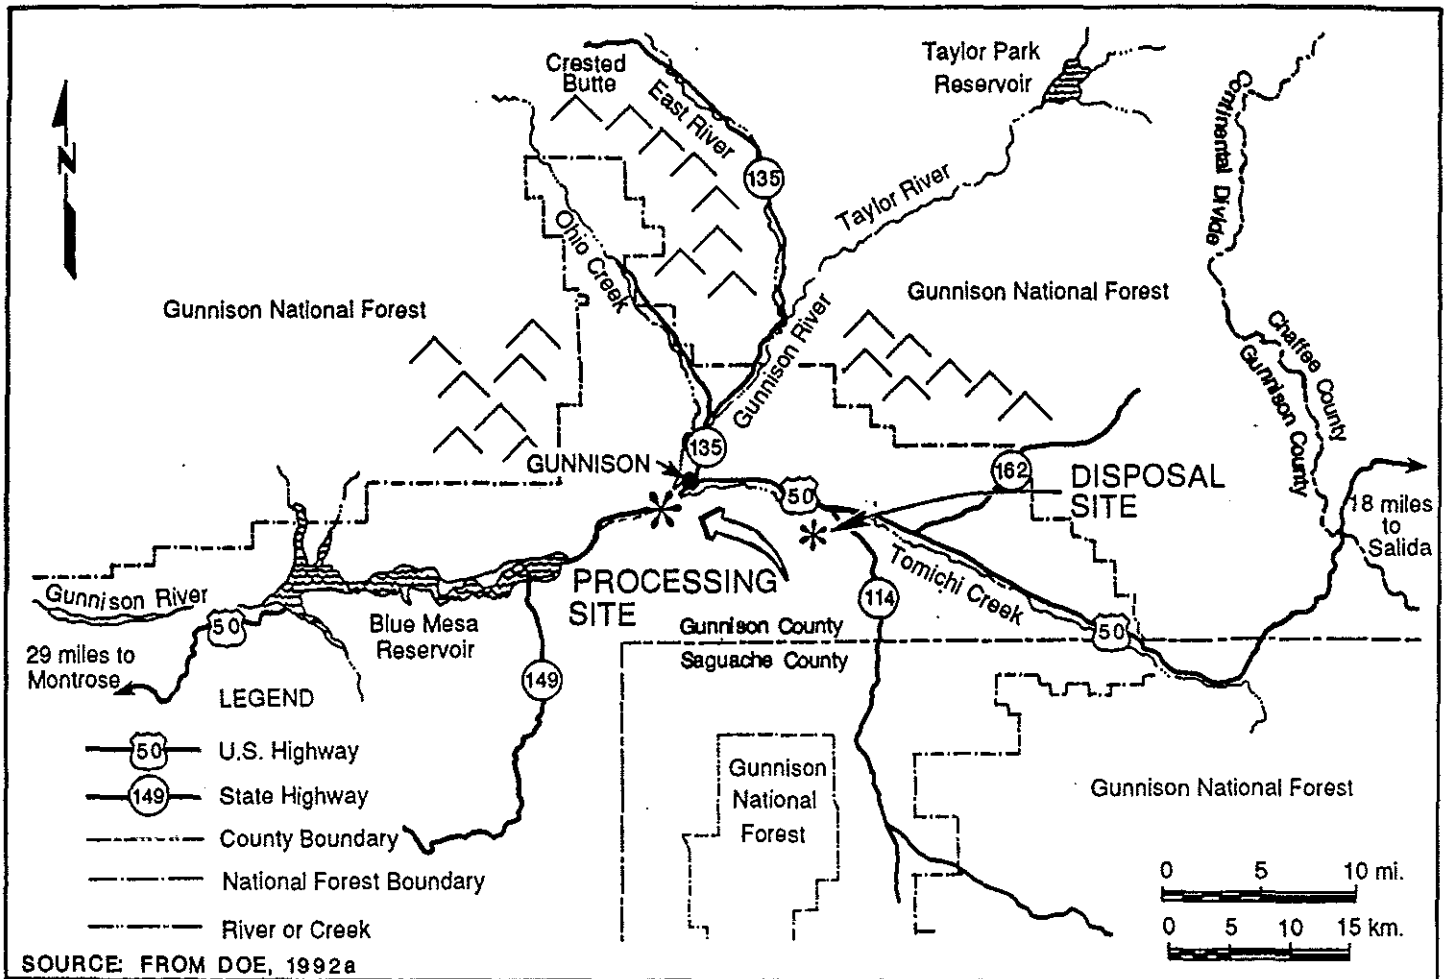 Crested
Butte
East River
135
Taylor Park
Reservoir
Continental Divide
N
Taylor River
Ohio Creek
Gunnison National Forest
Gunnison National Forest
Gunnison River
Chaffee County
Gunnison County
135
GUNNISON
162
DISPOSAL
SITE
50
18 miles
to
Salida
Tomichi Creek
PROCESSING
SITE
114
Gunnison River
50
Blue Mesa
Reservoir
50
Gunnison County
Saguache County
29 miles to
Montrose
149
LEGEND
50 U.S. Highway
149 State Highway
County Boundary
National Forest Boundary
River or Creek
Gunnison
National
Forest
Gunnison National Forest
0 5 10 mi.
0 5 10 15 km.
SOURCE: FROM DOE, 1992a